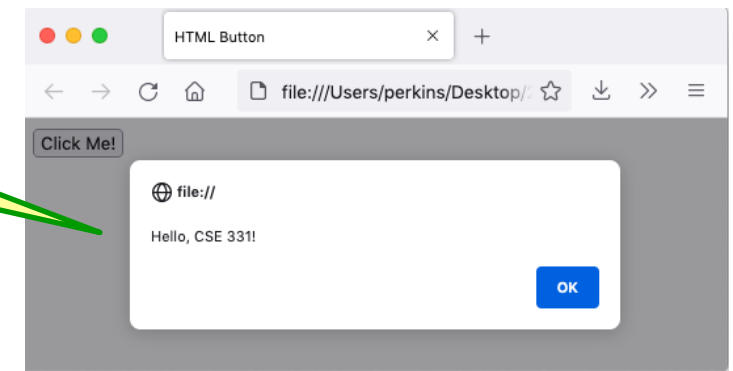 HTML Button
file:///Users/perkins/Desktop/
Click Me!
file://
Hello, CSE 331!
OK